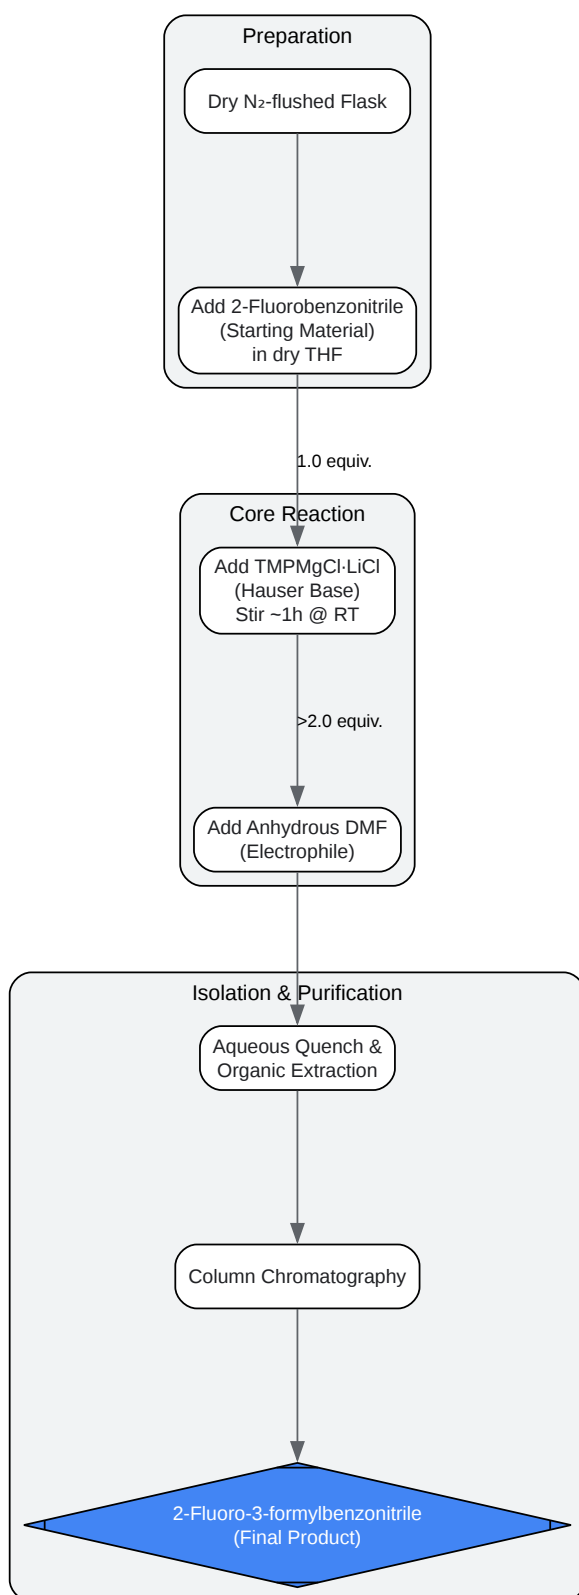 Preparation
Dry N₂-flushed Flask
Add 2-Fluorobenzonitrile
(Starting Material)
in dry THF
1.0 equiv.
Core Reaction
Add TMPMgCl·LiCl
(Hauser Base)
Stir ~1h @ RT
>2.0 equiv.
Add Anhydrous DMF
(Electrophile)
Isolation & Purification
Aqueous Quench &
Organic Extraction
Column Chromatography
2-Fluoro-3-formylbenzonitrile
(Final Product)